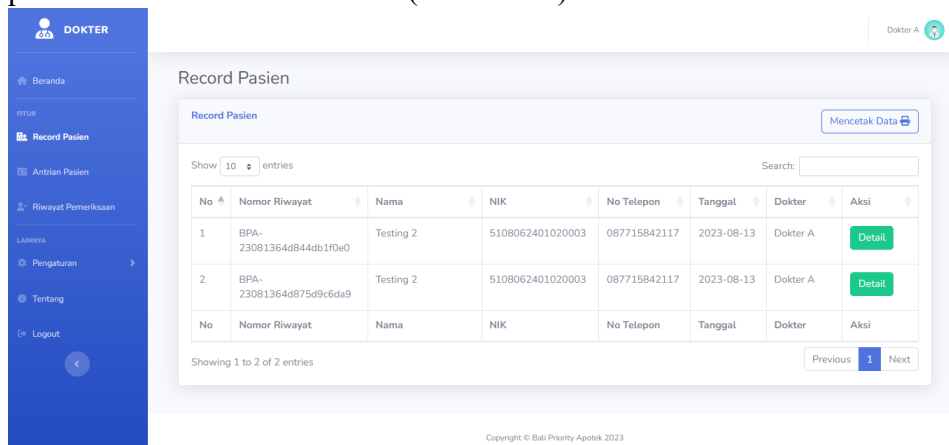 DOKTER
Dokter A
Beranda
FITUR
Record Pasien
Antrian Pasien
Riwayat Pemeriksaan
LAINNYA
Pengaturan
Tentang
Logout
Record Pasien
Record Pasien
Mencetak Data
Show 10 entries
Search:
No Nomor Riwayat Nama NIK No Telepon Tanggal Dokter Aksi
1 BPA- Testing 2 5108062401020003 087715842117 2023-08-13 Dokter A Detail
23081364d844db1f0e0
2 BPA- Testing 2 5108062401020003 087715842117 2023-08-13 Dokter A Detail
23081364d875d9c6da9
No Nomor Riwayat Nama NIK No Telepon Tanggal Dokter Aksi
Showing 1 to 2 of 2 entries
Previous 1 Next
Copyright © Bali Priority Apotek 2023